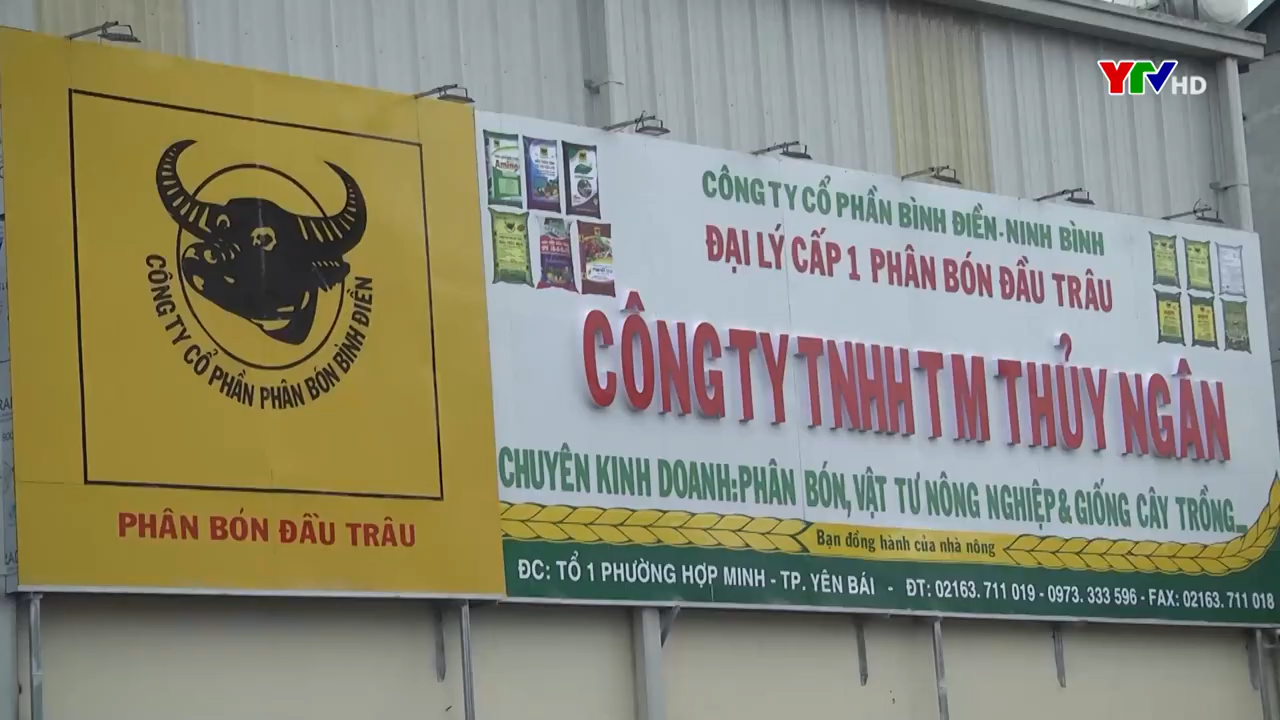 YTV HD
CÔNG TY CỔ PHẦN PHÂN BÓN BÌNH ĐIỀN
PHÂN BÓN ĐẦU TRÂU
CÔNG TY CỔ PHẦN BÌNH ĐIỀN-NINH BÌNH
ĐẠI LÝ CẤP 1 PHÂN BÓN ĐẦU TRÂU
CÔNG TY TNHH TM THỦY NGÂN
CHUYÊN KINH DOANH:PHÂN BÓN, VẬT TƯ NÔNG NGHIỆP & GIỐNG CÂY TRỒNG...
Bạn đồng hành của nhà nông
ĐC: TỔ 1 PHƯỜNG HỢP MINH - TP. YÊN BÁI - ĐT: 02163. 711 019 - 0973. 333 596 - FAX: 02163. 711 018
Amino